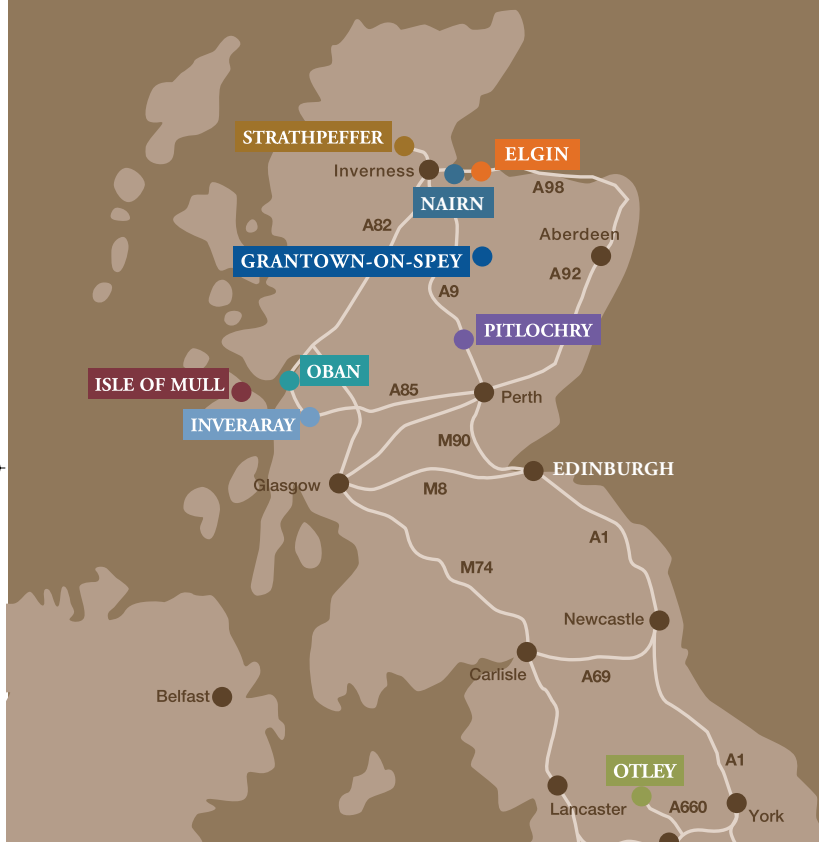 STRATHPEFFER
ELGIN
Inverness
A98
NAIRN
A82
Aberdeen
GRANTOWN-ON-SPEY
A92
A9
PITLOCHRY
OBAN
ISLE OF MULL
A85
Perth
INVERARAY
M90
EDINBURGH
Glasgow
M8
A1
M74
Newcastle
Carlisle
A69
Belfast
A1
OTLEY
Lancaster
A660
York